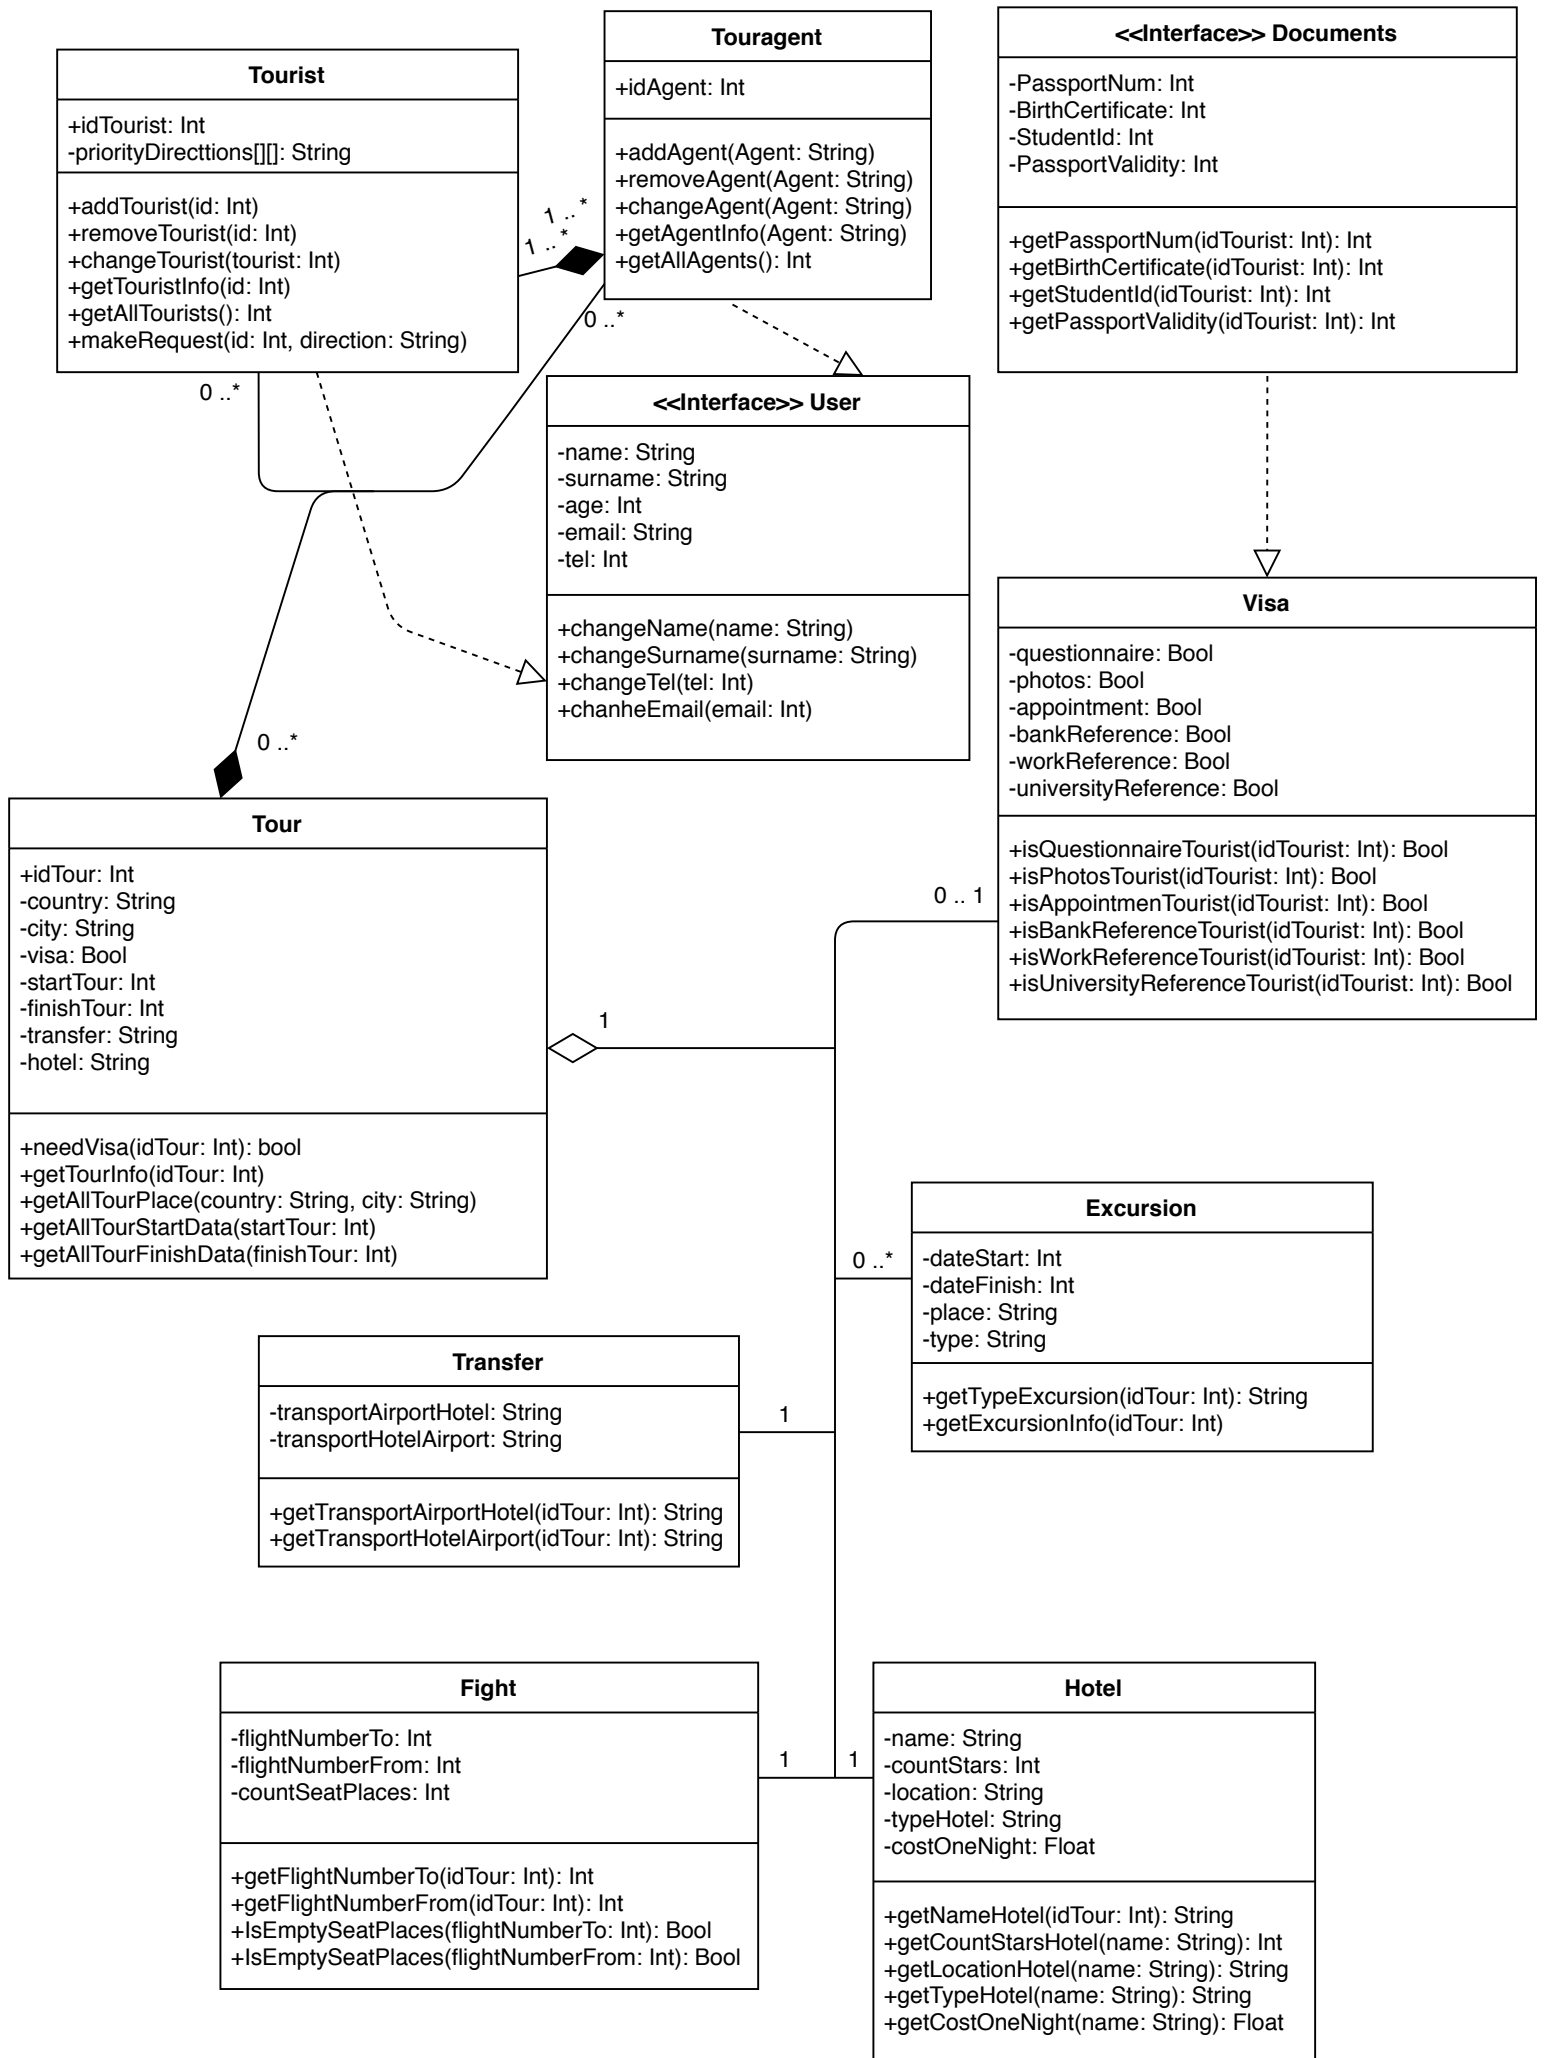 Tourist
+idTourist: Int
-priorityDirecttions[][]: String
+addTourist(id: Int)
+removeTourist(id: Int)
+changeTourist(tourist: Int)
+getTouristInfo(id: Int)
+getAllTourists(): Int
+makeRequest(id: Int, direction: String)
Touragent
+idAgent: Int
+addAgent(Agent: String)
+removeAgent(Agent: String)
+changeAgent(Agent: String)
+getAgentInfo(Agent: String)
+getAllAgents(): Int
<<Interface>> Documents
-PassportNum: Int
-BirthCertificate: Int
-StudentId: Int
-PassportValidity: Int
+getPassportNum(idTourist: Int): Int
+getBirthCertificate(idTourist: Int): Int
+getStudentId(idTourist: Int): Int
+getPassportValidity(idTourist: Int): Int
1 .. *
1 .. *
0 ..*
0 ..*
<<Interface>> User
-name: String
-surname: String
-age: Int
-email: String
-tel: Int
+changeName(name: String)
+changeSurname(surname: String)
+changeTel(tel: Int)
+chanheEmail(email: Int)
Visa
-questionnaire: Bool
-photos: Bool
-appointment: Bool
-bankReference: Bool
-workReference: Bool
-universityReference: Bool
+isQuestionnaireTourist(idTourist: Int): Bool
+isPhotosTourist(idTourist: Int): Bool
+isAppointmenTourist(idTourist: Int): Bool
+isBankReferenceTourist(idTourist: Int): Bool
+isWorkReferenceTourist(idTourist: Int): Bool
+isUniversityReferenceTourist(idTourist: Int): Bool
0 ..*
Tour
+idTour: Int
-country: String
-city: String
-visa: Bool
-startTour: Int
-finishTour: Int
-transfer: String
-hotel: String
+needVisa(idTour: Int): bool
+getTourInfo(idTour: Int)
+getAllTourPlace(country: String, city: String)
+getAllTourStartData(startTour: Int)
+getAllTourFinishData(finishTour: Int)
0 .. 1
1
Excursion
-dateStart: Int
-dateFinish: Int
-place: String
-type: String
+getTypeExcursion(idTour: Int): String
+getExcursionInfo(idTour: Int)
0 ..*
Transfer
-transportAirportHotel: String
-transportHotelAirport: String
+getTransportAirportHotel(idTour: Int): String
+getTransportHotelAirport(idTour: Int): String
1
Fight
-flightNumberTo: Int
-flightNumberFrom: Int
-countSeatPlaces: Int
+getFlightNumberTo(idTour: Int): Int
+getFlightNumberFrom(idTour: Int): Int
+IsEmptySeatPlaces(flightNumberTo: Int): Bool
+IsEmptySeatPlaces(flightNumberFrom: Int): Bool
1
1
Hotel
-name: String
-countStars: Int
-location: String
-typeHotel: String
-costOneNight: Float
+getNameHotel(idTour: Int): String
+getCountStarsHotel(name: String): Int
+getLocationHotel(name: String): String
+getTypeHotel(name: String): String
+getCostOneNight(name: String): Float